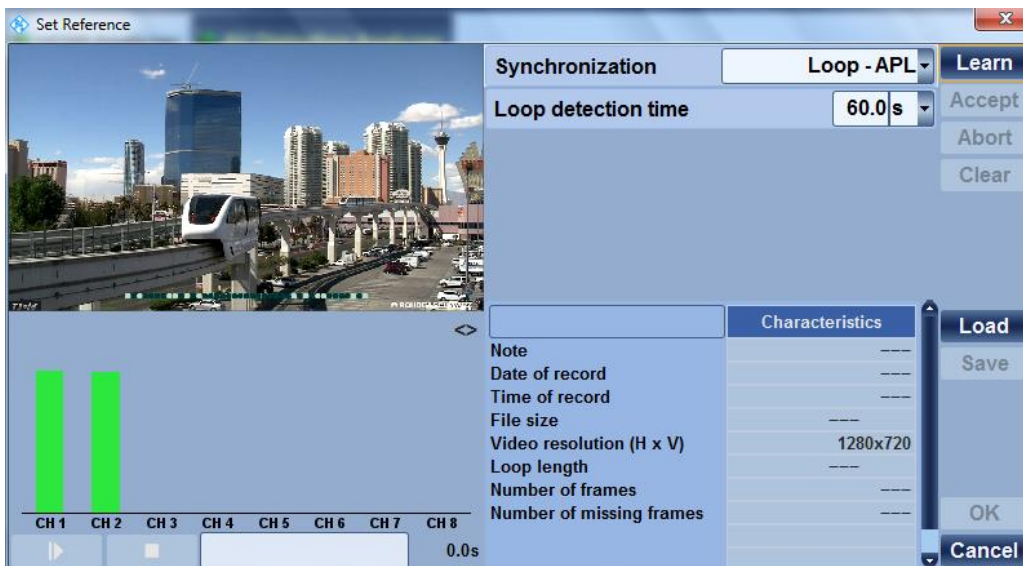 Set Reference
Synchronization
Loop - APL
Learn
Loop detection time
60.0 s
Accept
Abort
Clear
<>
Characteristics
Load
Note
---
Save
Date of record
---
Time of record
---
File size
---
Video resolution (H x V)
1280x720
Loop length
---
Number of frames
---
Number of missing frames
---
OK
CH 1 CH 2 CH 3 CH 4 CH 5 CH 6 CH 7 CH 8
0.0s
Cancel